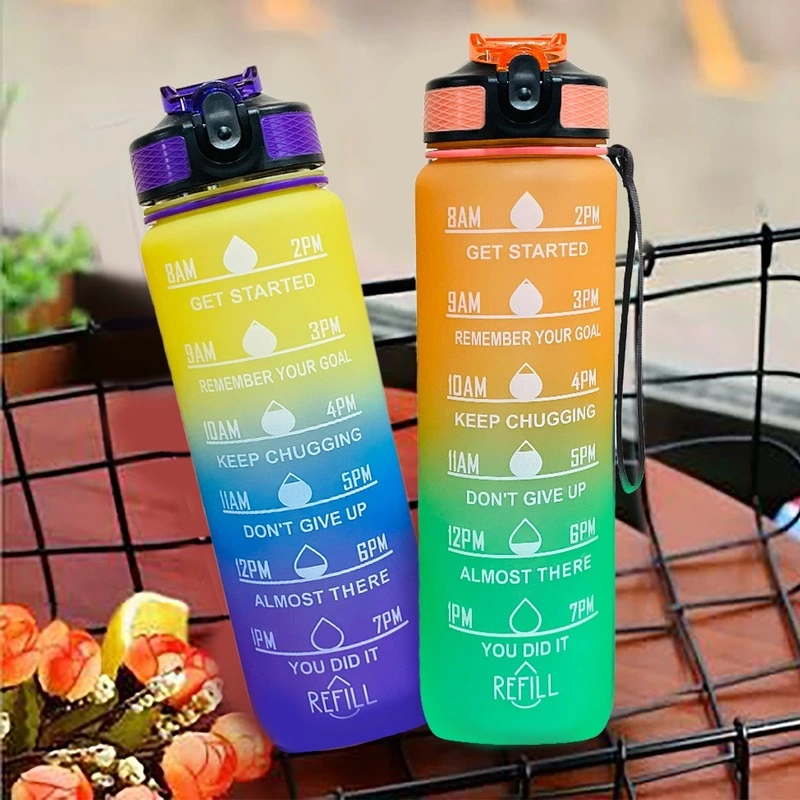 8AM 2PM
GET STARTED
9AM 3PM
REMEMBER YOUR GOAL
10AM 4PM
KEEP CHUGGING
11AM 5PM
DON'T GIVE UP
12PM 6PM
ALMOST THERE
1PM 7PM
YOU DID IT
REFILL
8AM 2PM
GET STARTED
9AM 3PM
REMEMBER YOUR GOAL
10AM 4PM
KEEP CHUGGING
11AM 5PM
DON'T GIVE UP
12PM 6PM
ALMOST THERE
1PM 7PM
YOU DID IT
REFILL